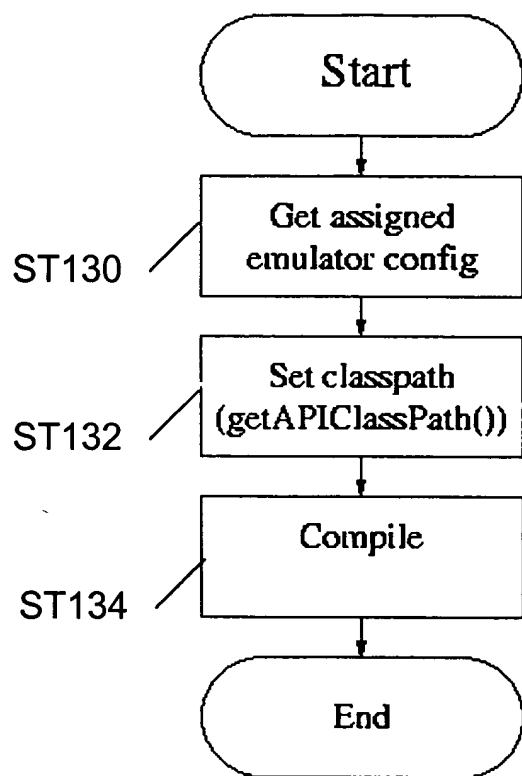 Start
Get assigned
emulator config
ST130
Set classpath
(getAPIClassPath())
ST132
Compile
ST134
End